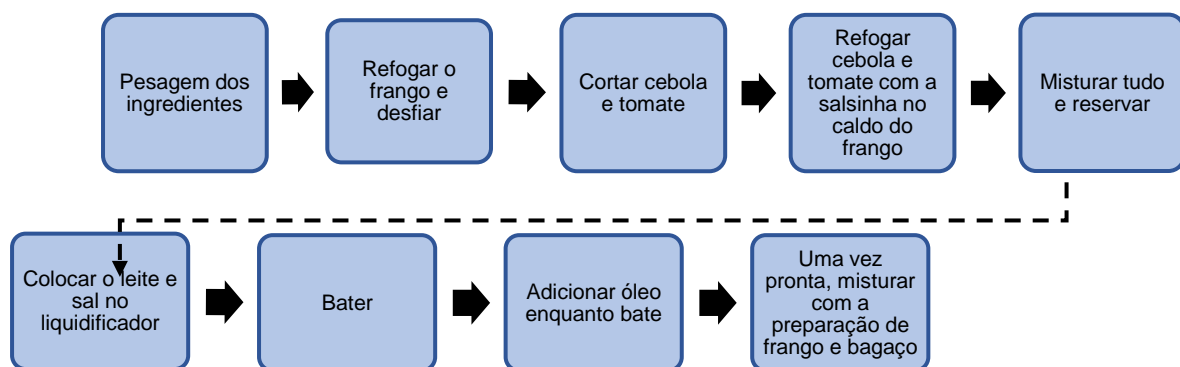 Pesagem dos
ingredientes
Refogar o
frango e
desfiar
Cortar cebola
e tomate
Refogar
cebola e
tomate com a
salsinha no
caldo do
frango
Misturar tudo
e reservar
Colocar o leite e
sal no
liquidificador
Bater
Adicionar óleo
enquanto bate
Uma vez
pronta, misturar
com a
preparação de
frango e bagaço